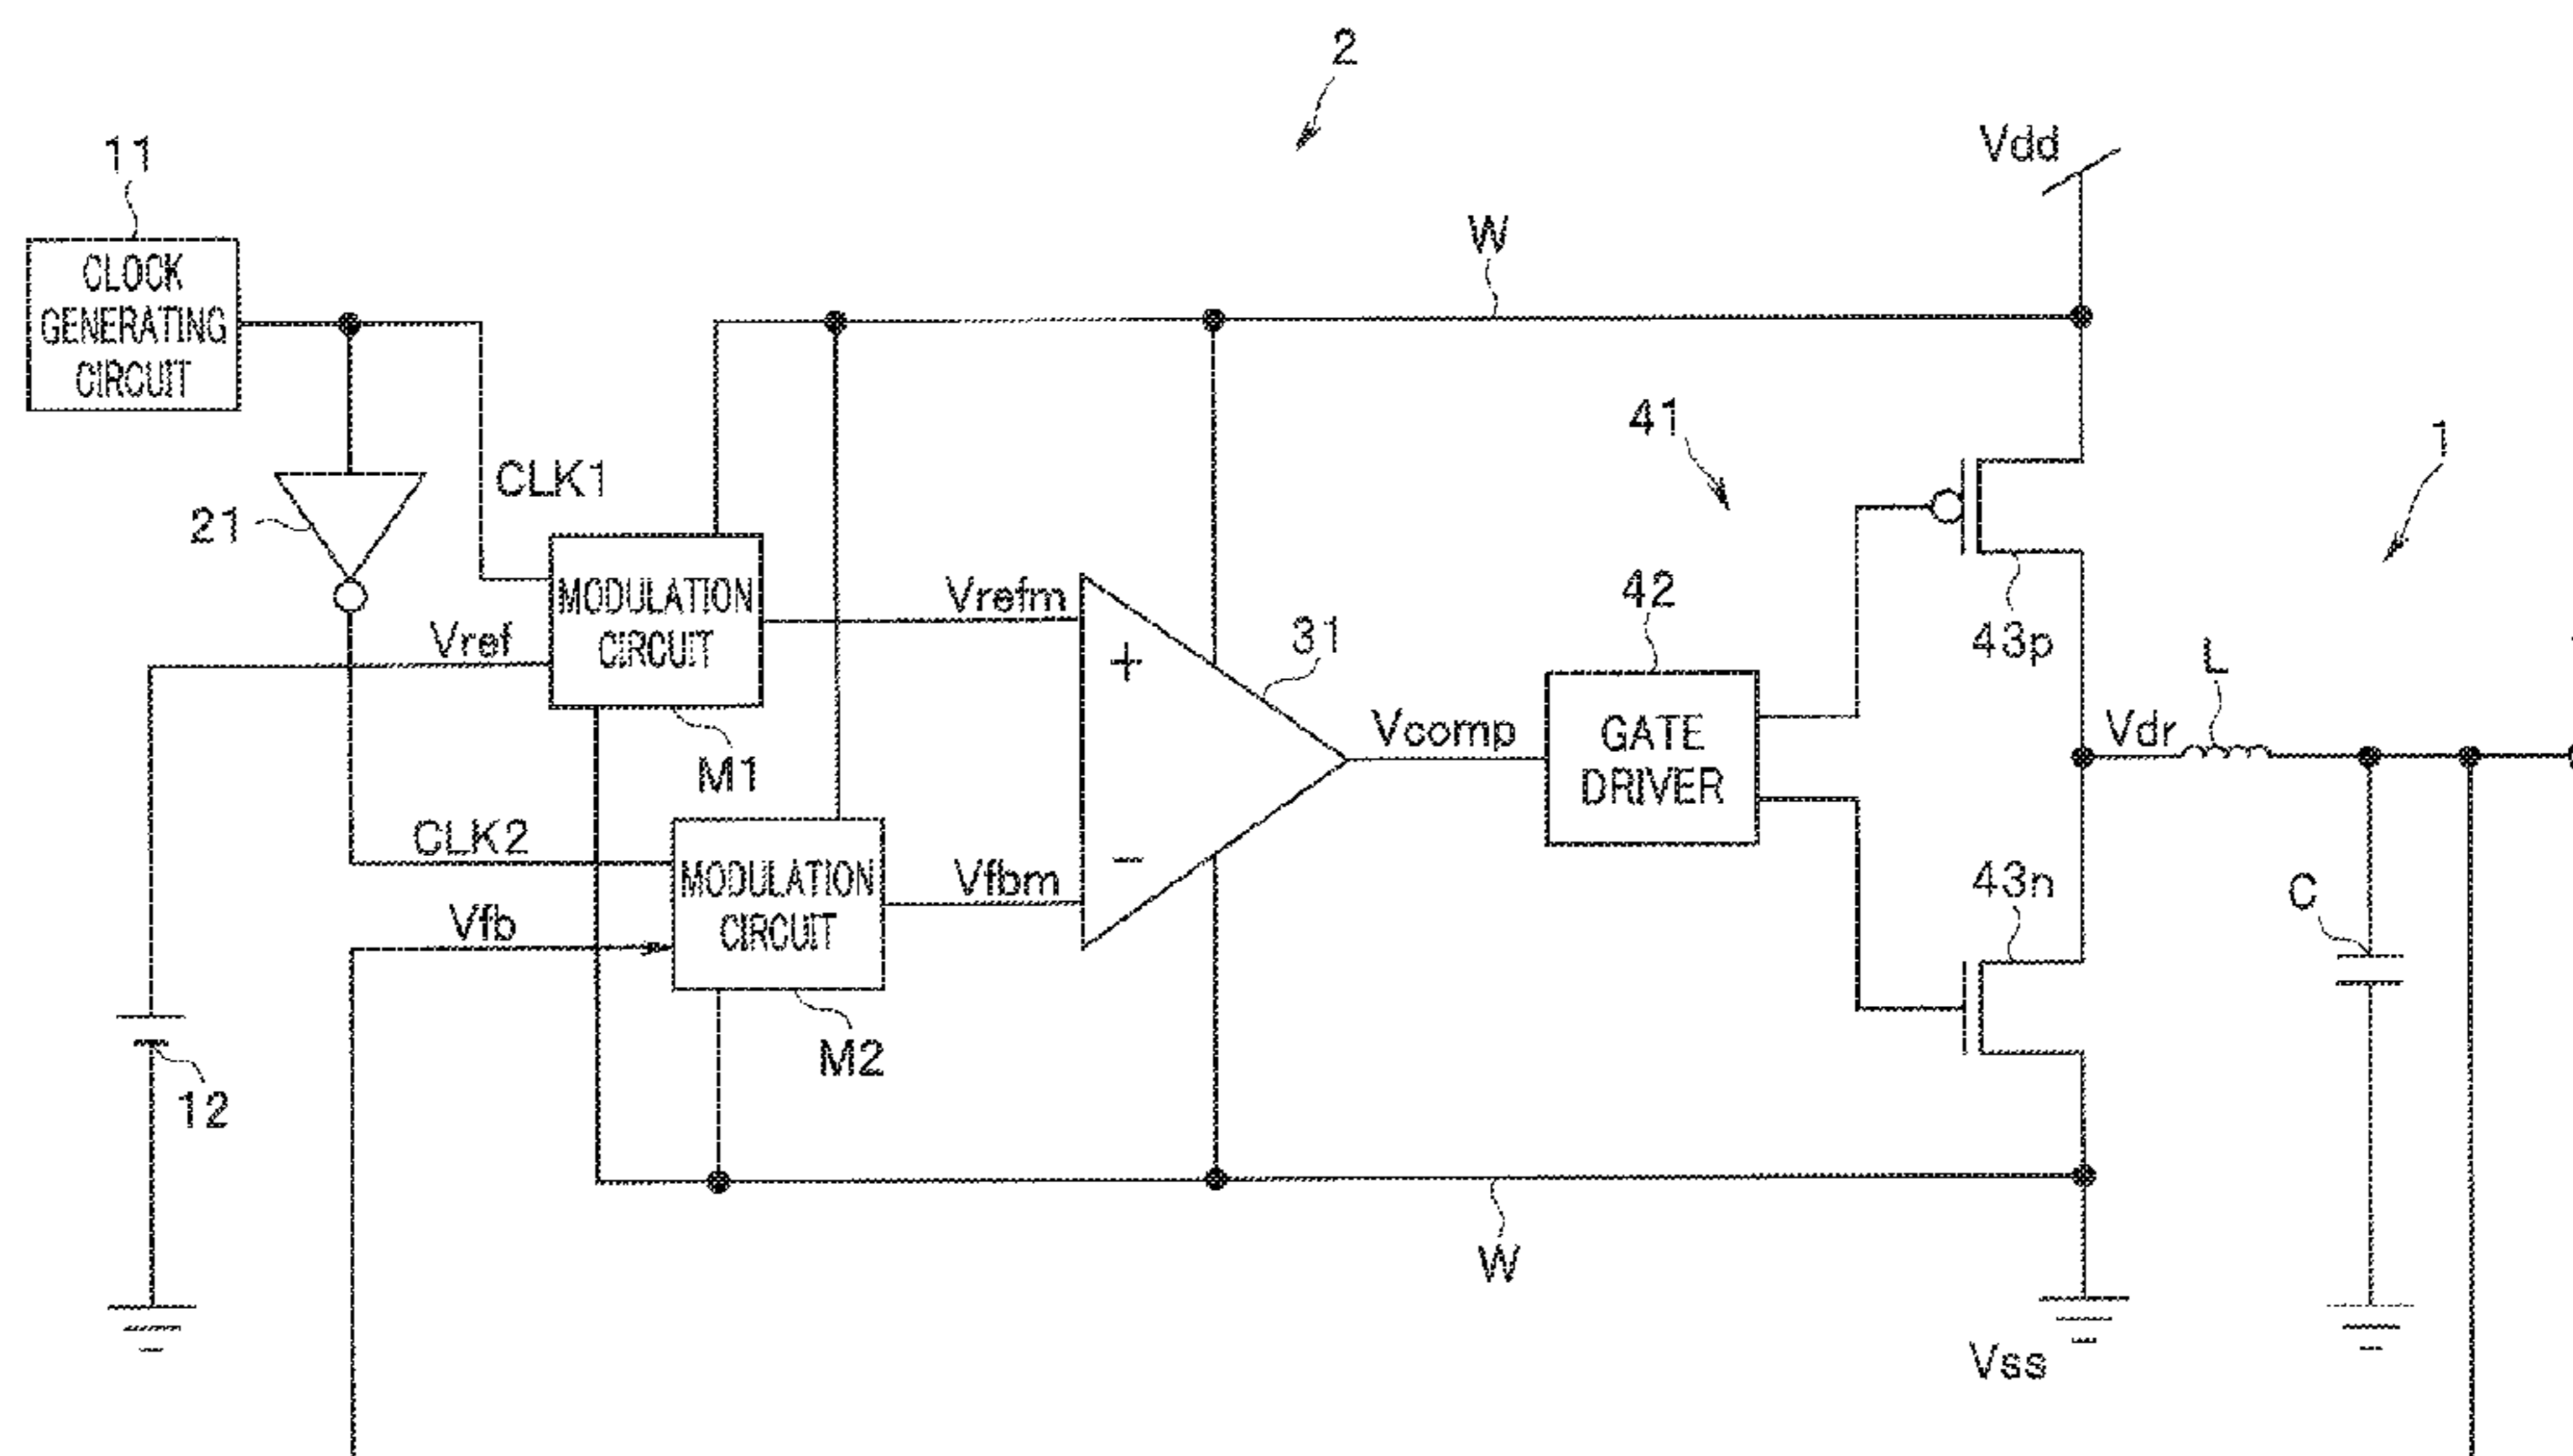 2
Vdd
11
W
CLOCK
GENERATING
CIRCUIT
41
1
CLK1
21
MODULATION
CIRCUIT
Vrefm
42
43p
Vref
+
31
L
M1
Vcomp
GATE
DRIVER
Vdr
CLK2
MODULATION
CIRCUIT
−
Vfbm
43n
C
Vfb
M2
12
W
Vss